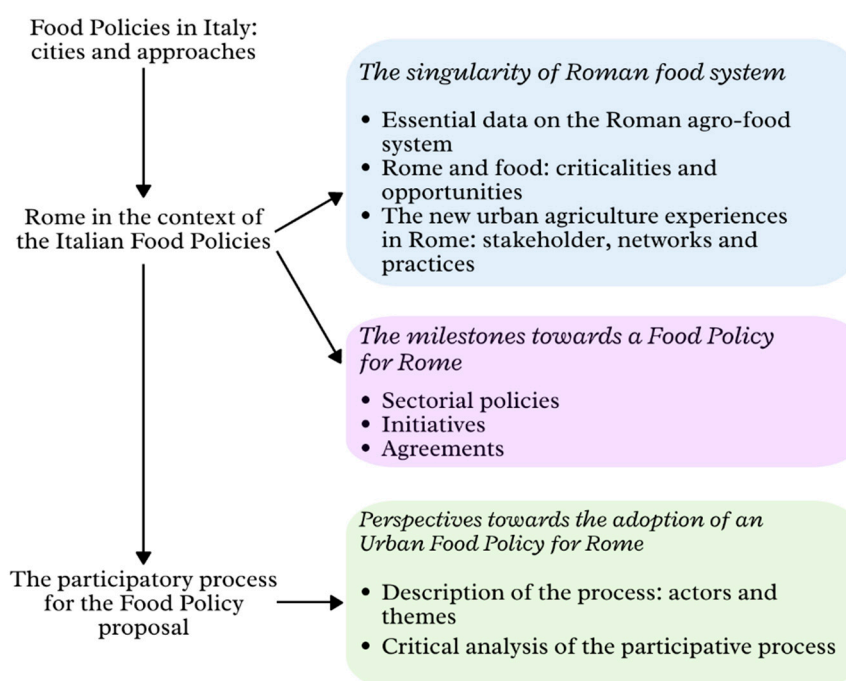 Food Policies in Italy:
cities and approaches
The singularity of Roman food system
• Essential data on the Roman agro-food
system
• Rome and food: criticalities and
opportunities
• The new urban agriculture experiences
in Rome: stakeholder, networks and
practices
Rome in the context of
the Italian Food Policies
The milestones towards a Food Policy
for Rome
• Sectorial policies
• Initiatives
• Agreements
The participatory process
for the Food Policy
proposal
Perspectives towards the adoption of an
Urban Food Policy for Rome
• Description of the process: actors and
themes
• Critical analysis of the participative process